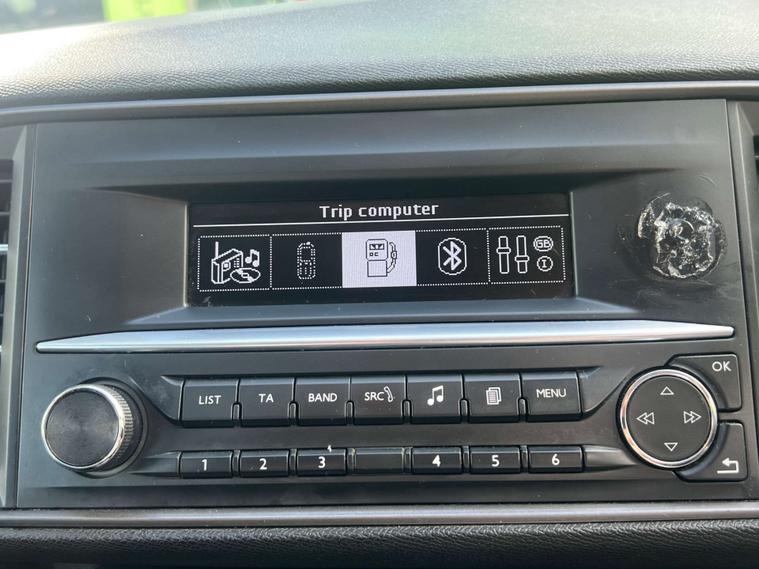 Trip computer
GB
I
OK
LIST TA BAND SRC MENU
1 2 3 4 5 6